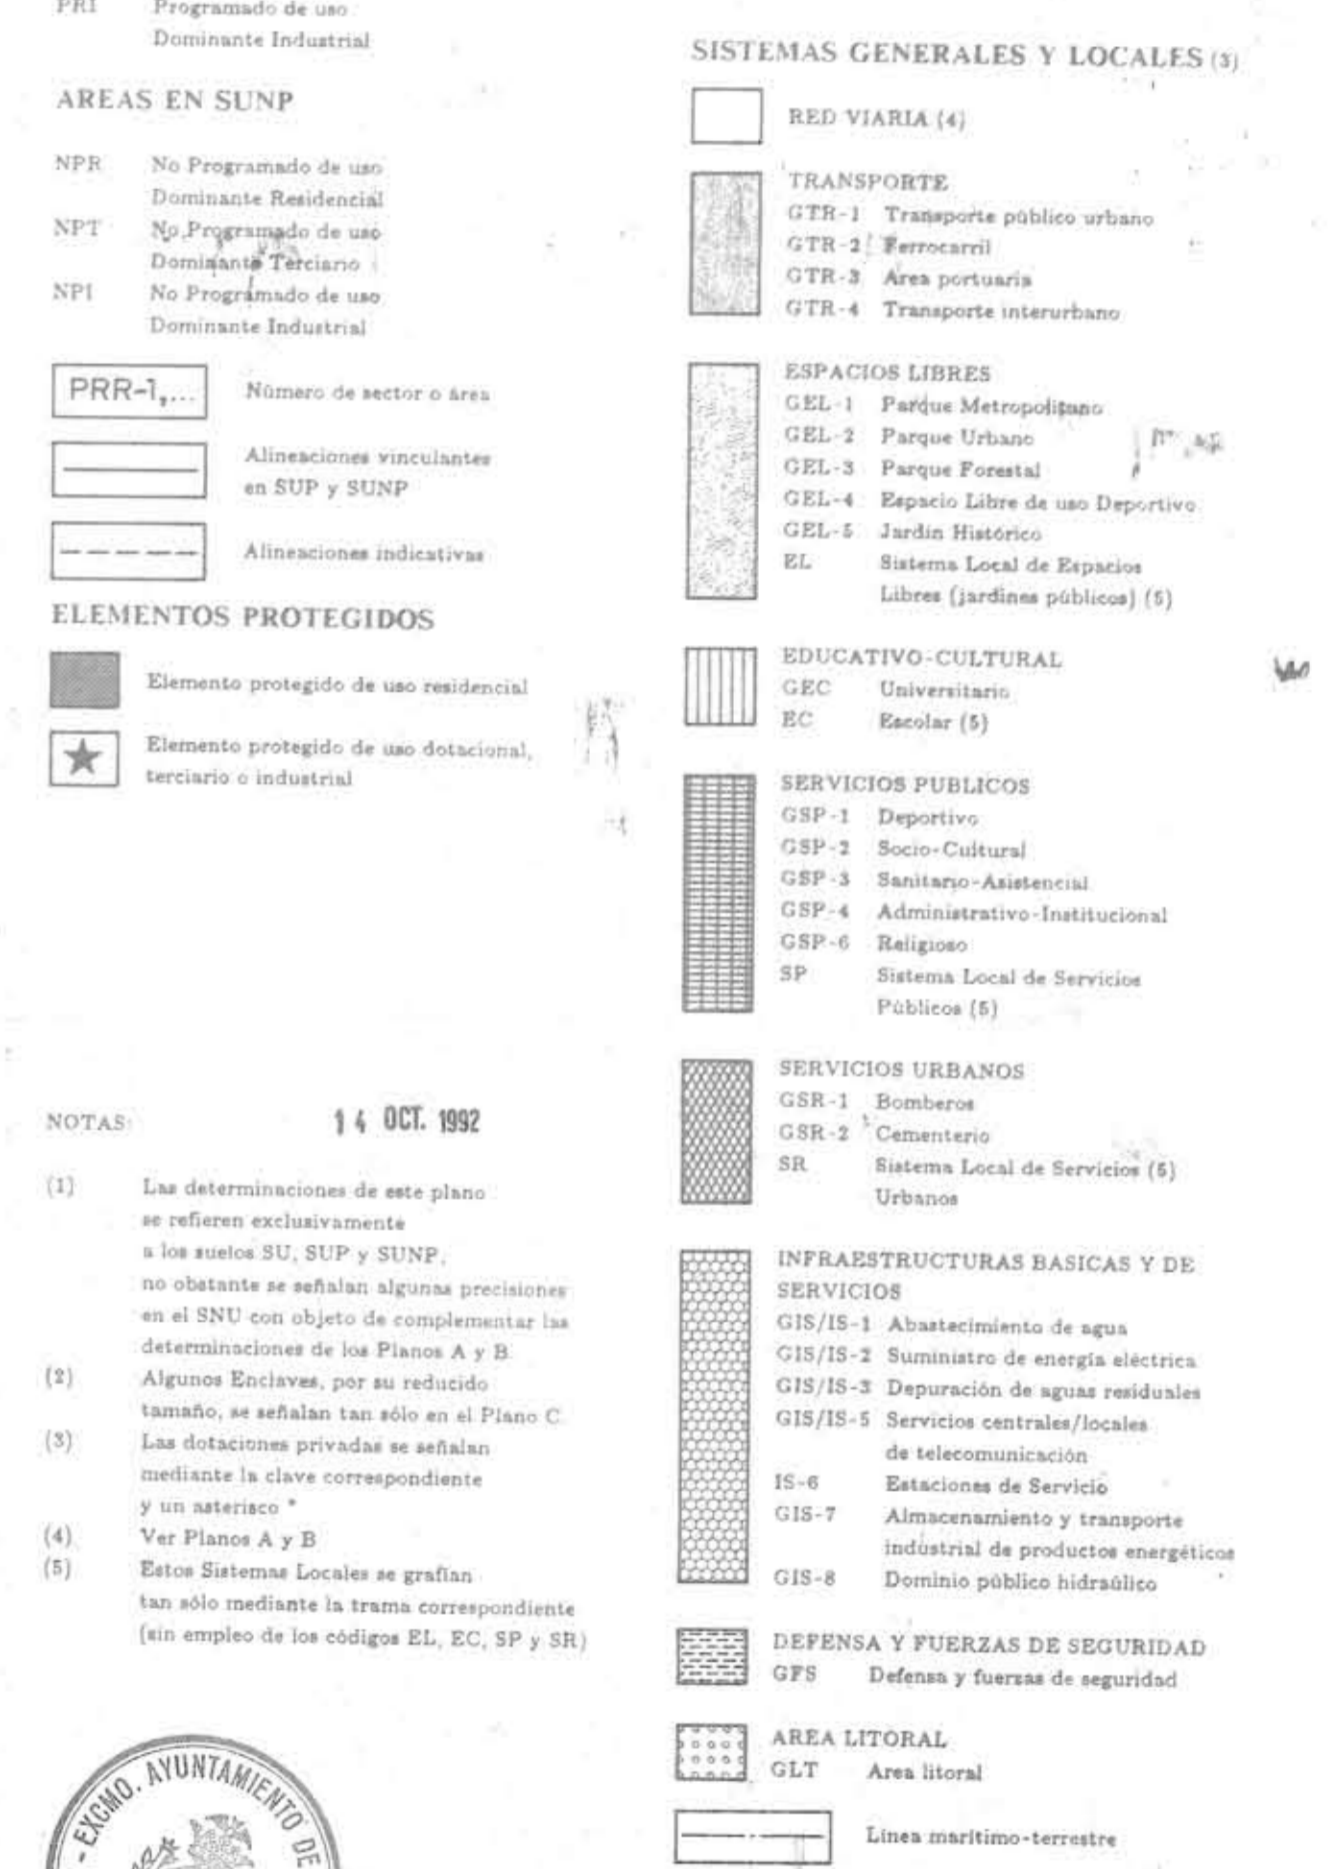 PRI Programado de uso
Dominante Industrial
AREAS EN SUNP
NPR No Programado de uso
Dominante Residencial
NPT No Programado de uso
Dominante Terciario
NPI No Programado de uso
Dominante Industrial
PRR-1,... Número de sector o área
Alineaciones vinculantes
en SUP y SUNP
Alineaciones indicativas
ELEMENTOS PROTEGIDOS
Elemento protegido de uso residencial
Elemento protegido de uso dotacional,
terciario o industrial
NOTAS: 14 OCT. 1992
(1) Las determinaciones de este plano
se refieren exclusivamente
a los suelos SU, SUP y SUNP,
no obstante se señalan algunas precisiones
en el SNU con objeto de complementar las
determinaciones de los Planos A y B.
(2) Algunos Enclaves, por su reducido
tamaño, se señalan tan sólo en el Plano C.
(3) Las dotaciones privadas se señalan
mediante la clave correspondiente
y un asterisco *
(4) Ver Planos A y B
(5) Estos Sistemas Locales se grafían
tan sólo mediante la trama correspondiente
(sin empleo de los códigos EL, EC, SP y SR)
- EXCMO. AYUNTAMIENTO DE
SISTEMAS GENERALES Y LOCALES (3)
RED VIARIA (4)
TRANSPORTE
GTR-1 Transporte público urbano
GTR-2 Ferrocarril
GTR-3 Area portuaria
GTR-4 Transporte interurbano
ESPACIOS LIBRES
GEL-1 Parque Metropolitano
GEL-2 Parque Urbano
GEL-3 Parque Forestal
GEL-4 Espacio Libre de uso Deportivo
GEL-5 Jardín Histórico
EL Sistema Local de Espacios
Libres (jardines públicos) (5)
EDUCATIVO-CULTURAL
GEC Universitario
EC Escolar (5)
SERVICIOS PUBLICOS
GSP-1 Deportivo
GSP-2 Socio-Cultural
GSP-3 Sanitario-Asistencial
GSP-4 Administrativo-Institucional
GSP-6 Religioso
SP Sistema Local de Servicios
Públicos (5)
SERVICIOS URBANOS
GSR-1 Bomberos
GSR-2 Cementerio
SR Sistema Local de Servicios (5)
Urbanos
INFRAESTRUCTURAS BASICAS Y DE
SERVICIOS
GIS/IS-1 Abastecimiento de agua
GIS/IS-2 Suministro de energía eléctrica
GIS/IS-3 Depuración de aguas residuales
GIS/IS-5 Servicios centrales/locales
de telecomunicación
IS-6 Estaciones de Servicio
GIS-7 Almacenamiento y transporte
industrial de productos energéticos
GIS-8 Dominio público hidraúlico
DEFENSA Y FUERZAS DE SEGURIDAD
GFS Defensa y fuerzas de seguridad
AREA LITORAL
GLT Area litoral
Línea marítimo-terrestre